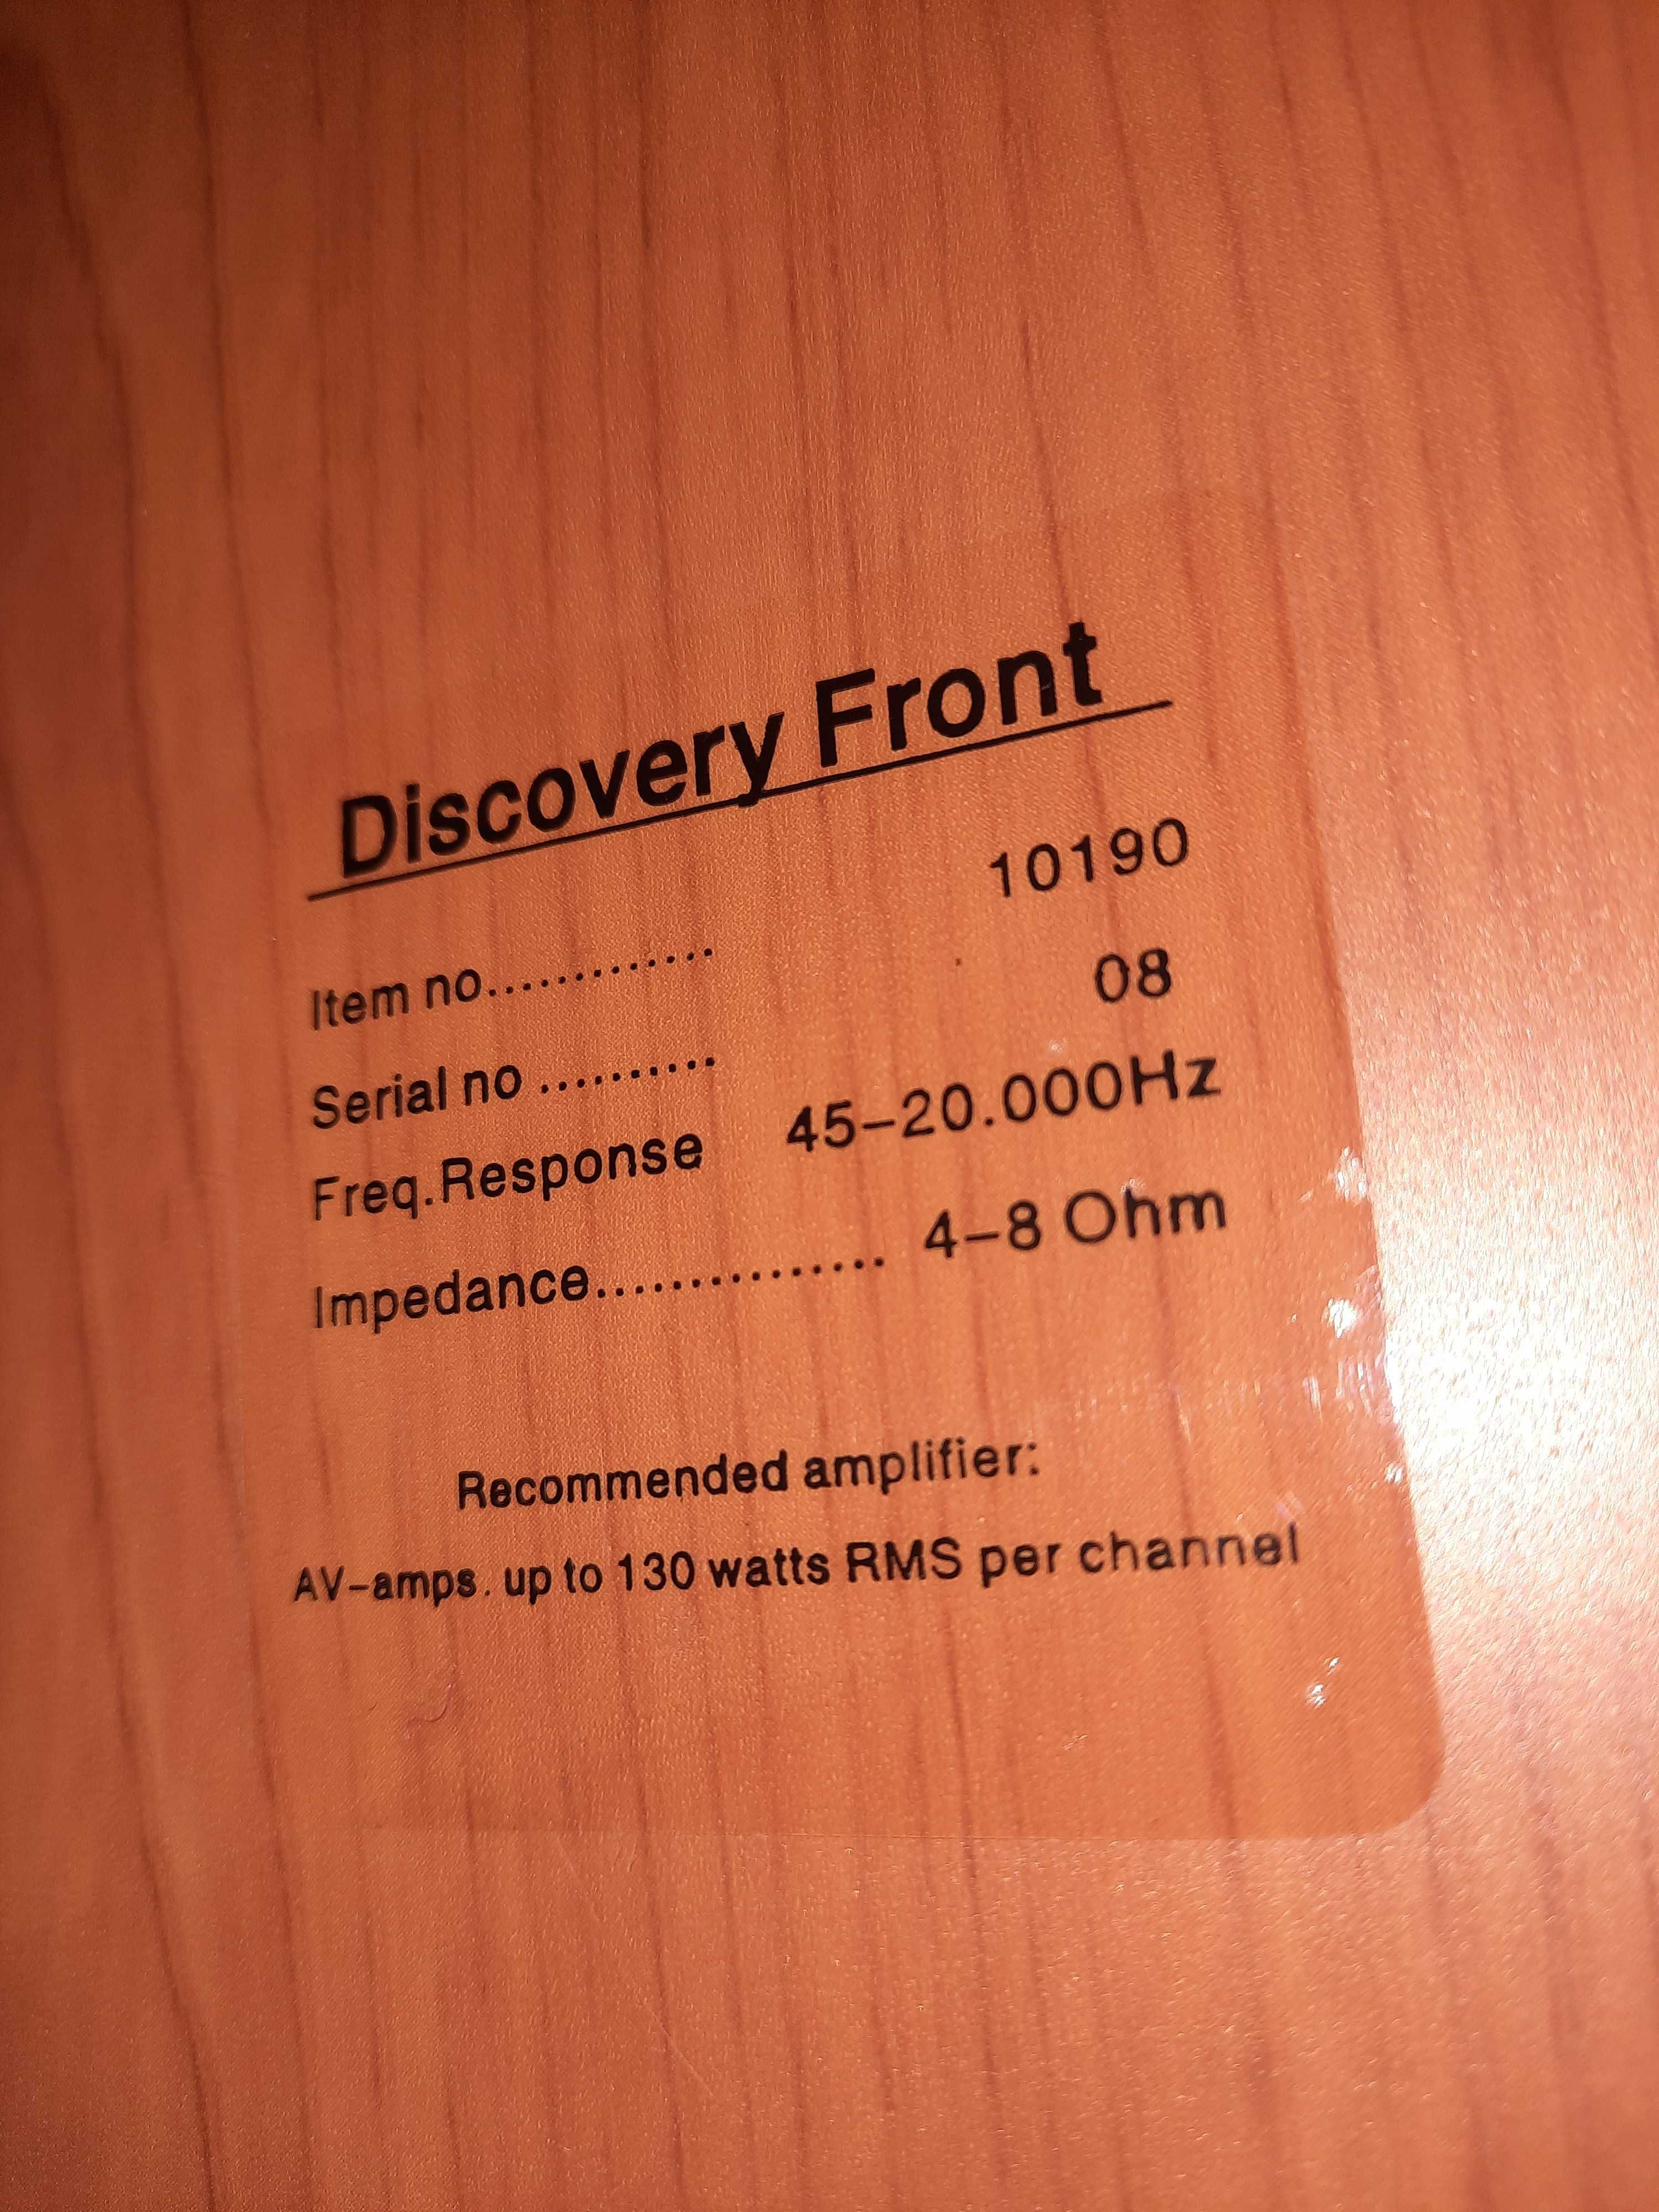 Discovery Front
Item no............. 10190
Serial no .......... 08
Freq.Response 45-20.000Hz
Impedance............... 4-8 Ohm
Recommended amplifier:
AV-amps. up to 130 watts RMS per channel